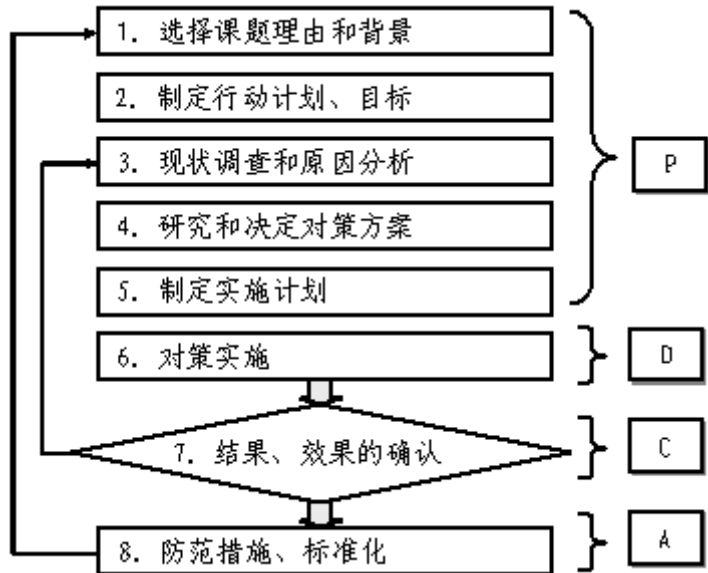 1. 选择课题理由和背景
2. 制定行动计划、目标
3. 现状调查和原因分析
P
4. 研究和决定对策方案
5. 制定实施计划
6. 对策实施
D
7. 结果、效果的确认
C
8. 防范措施、标准化
A